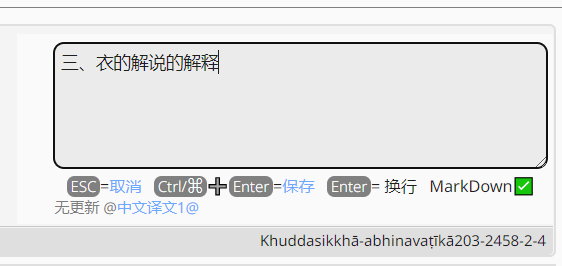 三、衣的解说的解释
ESC=取消 Ctrl/⌘➕Enter=保存 Enter= 换行 MarkDown✅
无更新 @中文译文1@
Khuddasikkhā-abhinavaṭīkā203-2458-2-4